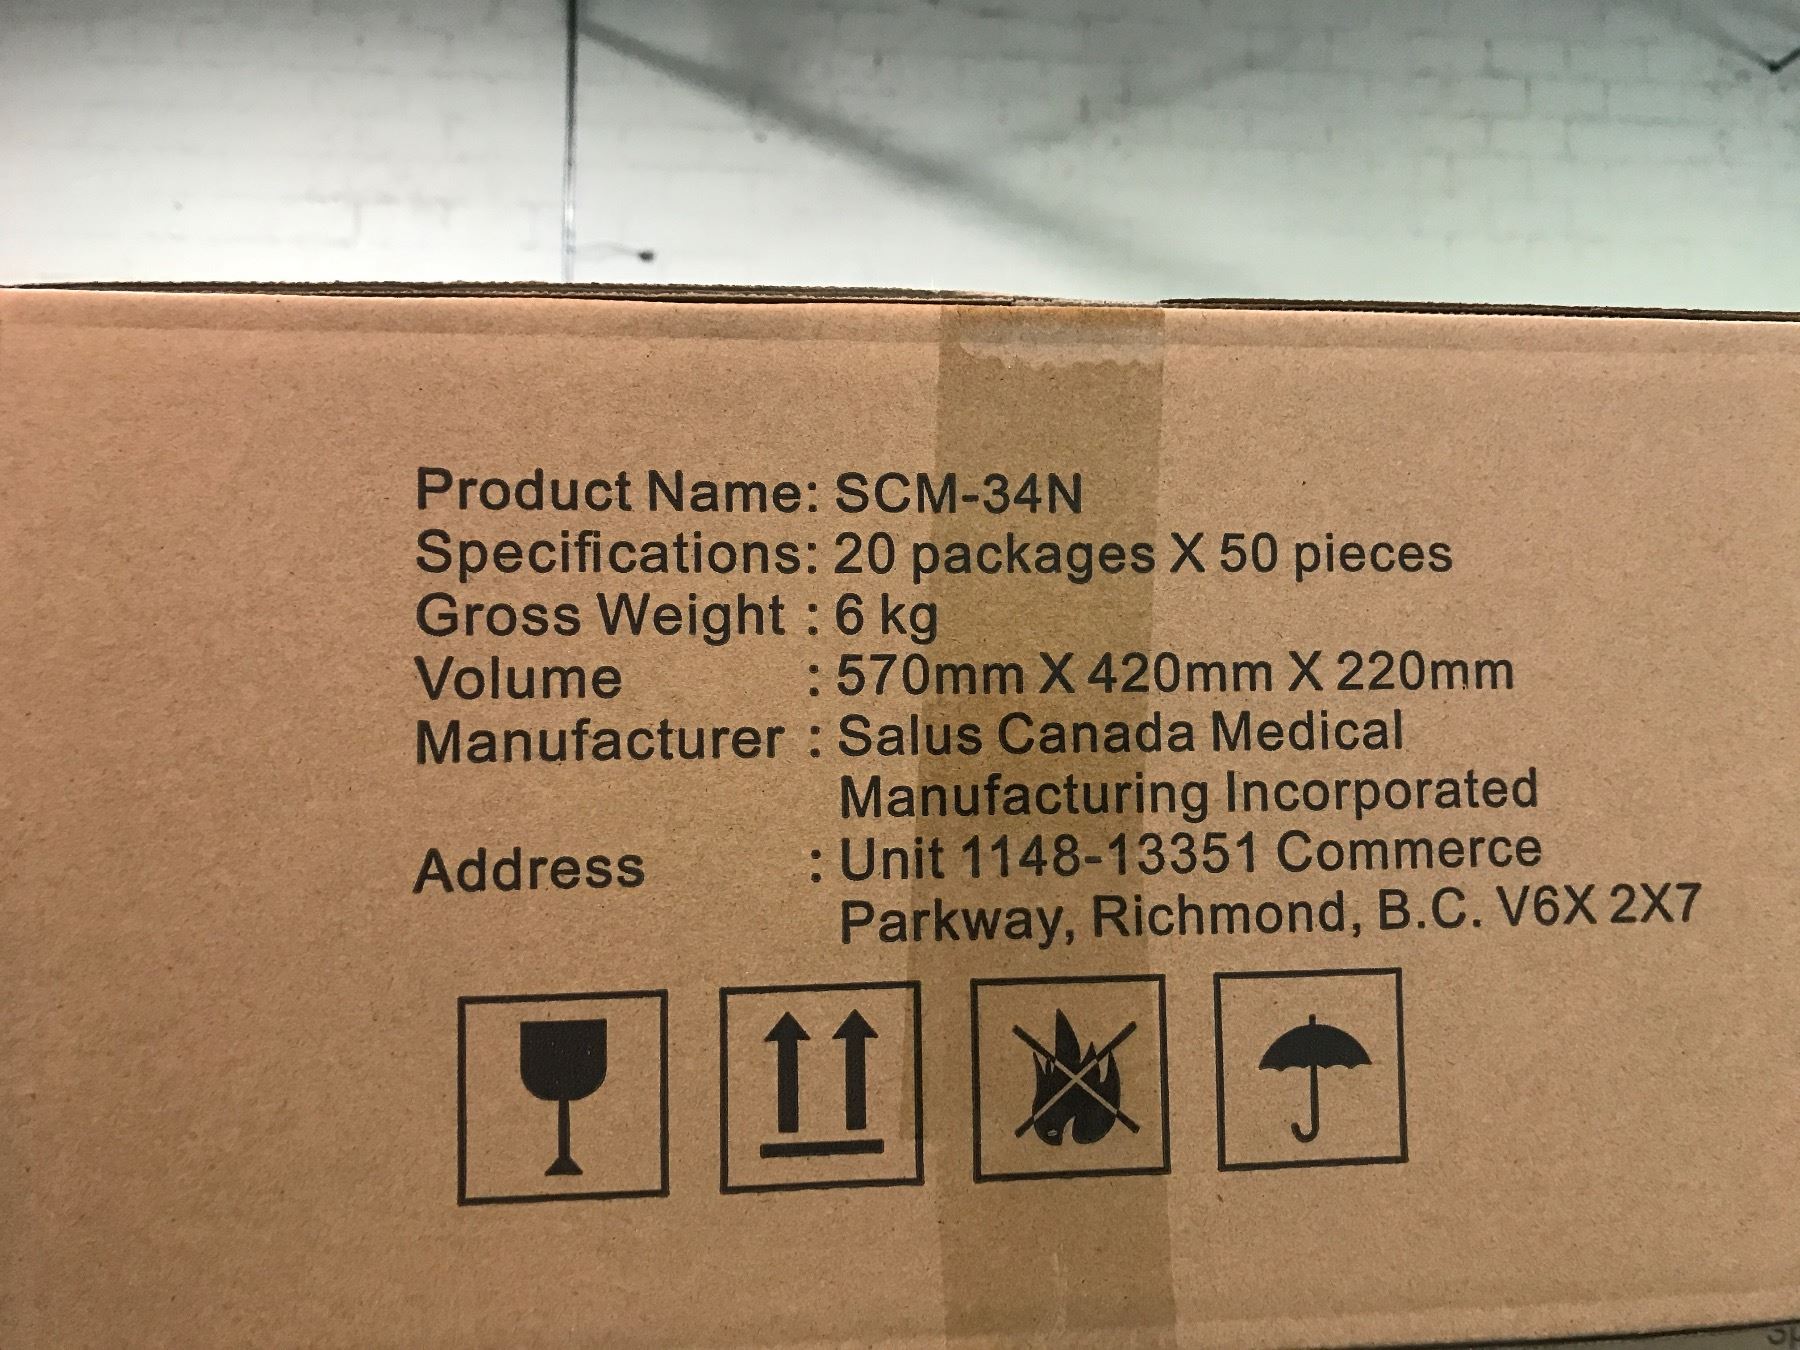 Product Name: SCM-34N
Specifications: 20 packages X 50 pieces
Gross Weight : 6 kg
Volume : 570mm X 420mm X 220mm
Manufacturer : Salus Canada Medical
Manufacturing Incorporated
Address : Unit 1148-13351 Commerce
Parkway, Richmond, B.C. V6X 2X7